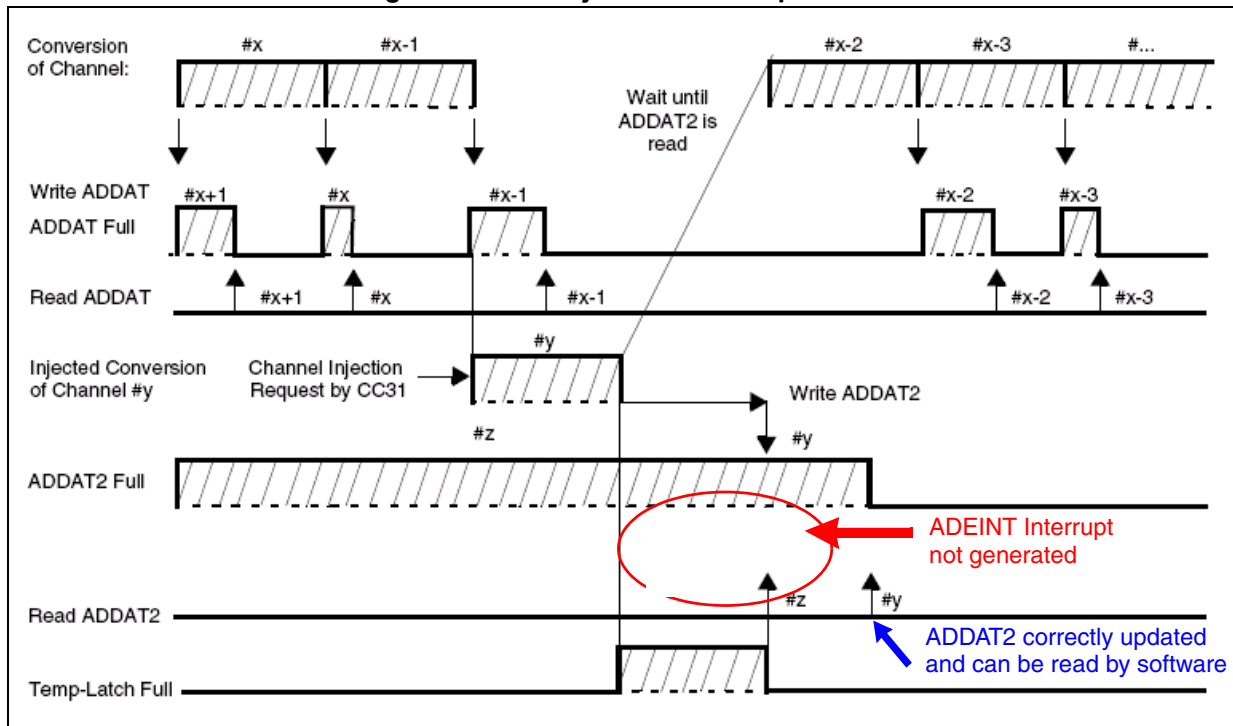 Conversion
of Channel:
#x
#x-1
#x-2
#x-3
#...
Wait until
ADDAT2 is
read
Write ADDAT
ADDAT Full
#x+1
#x
#x-1
#x-2
#x-3
Read ADDAT
#x+1
#x
#x-1
#x-2
#x-3
Injected Conversion
of Channel #y
Channel Injection
Request by CC31
#y
Write ADDAT2
#z
#y
ADDAT2 Full
ADEINT Interrupt
not generated
Read ADDAT2
#z
#y
ADDAT2 correctly updated
and can be read by software
Temp-Latch Full